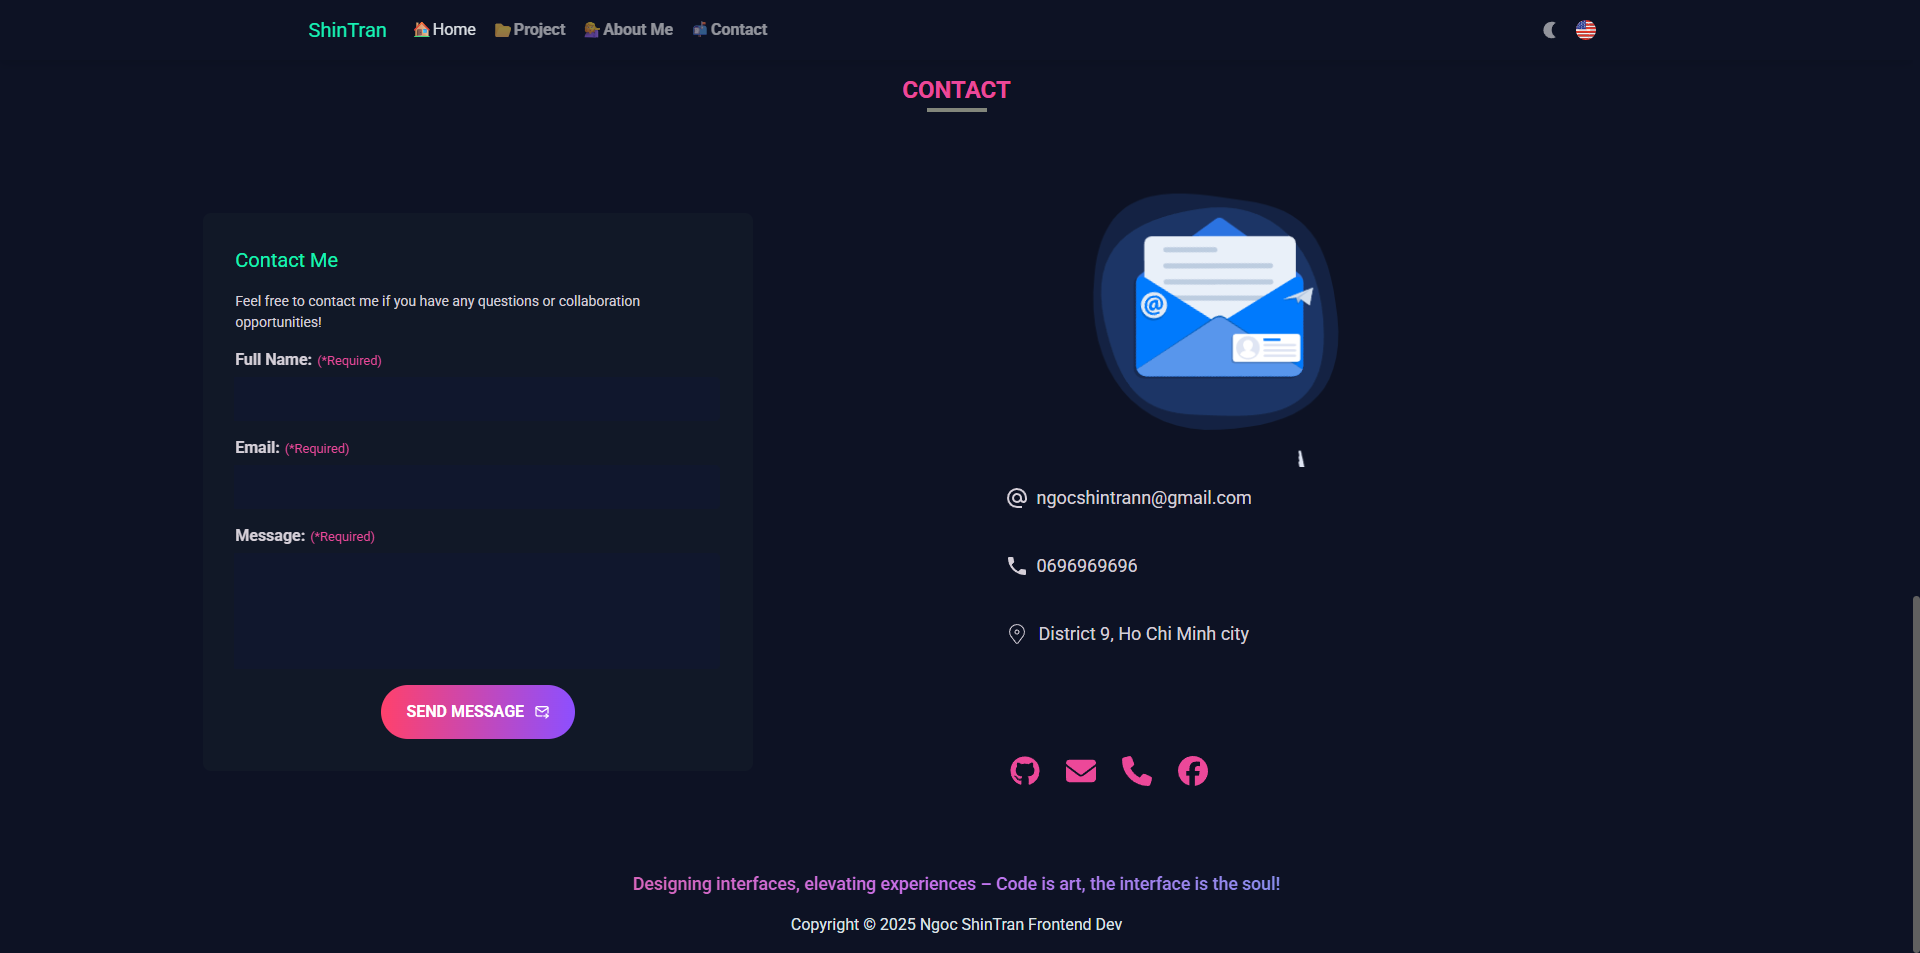 ShinTran
Home
Project
About Me
Contact
CONTACT
Contact Me
Feel free to contact me if you have any questions or collaboration
opportunities!
Full Name: (*Required)
Email: (*Required)
Message: (*Required)
SEND MESSAGE
@
ngocshintrann@gmail.com
0696969696
District 9, Ho Chi Minh city
Designing interfaces, elevating experiences – Code is art, the interface is the soul!
Copyright © 2025 Ngoc ShinTran Frontend Dev